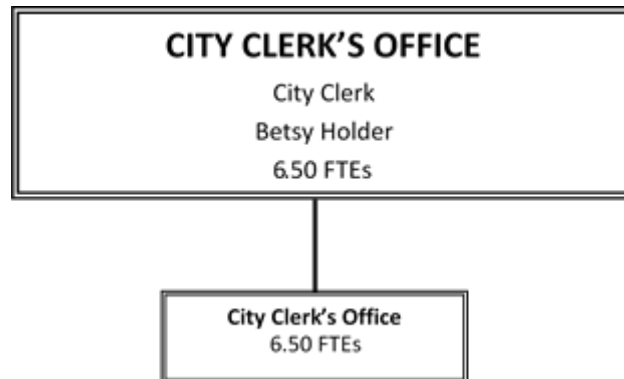 CITY CLERK’S OFFICE
City Clerk
Betsy Holder
6.50 FTEs
City Clerk’s Office
6.50 FTEs